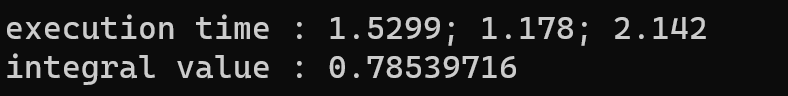 execution time : 1.5299; 1.178; 2.142
integral value : 0.78539716